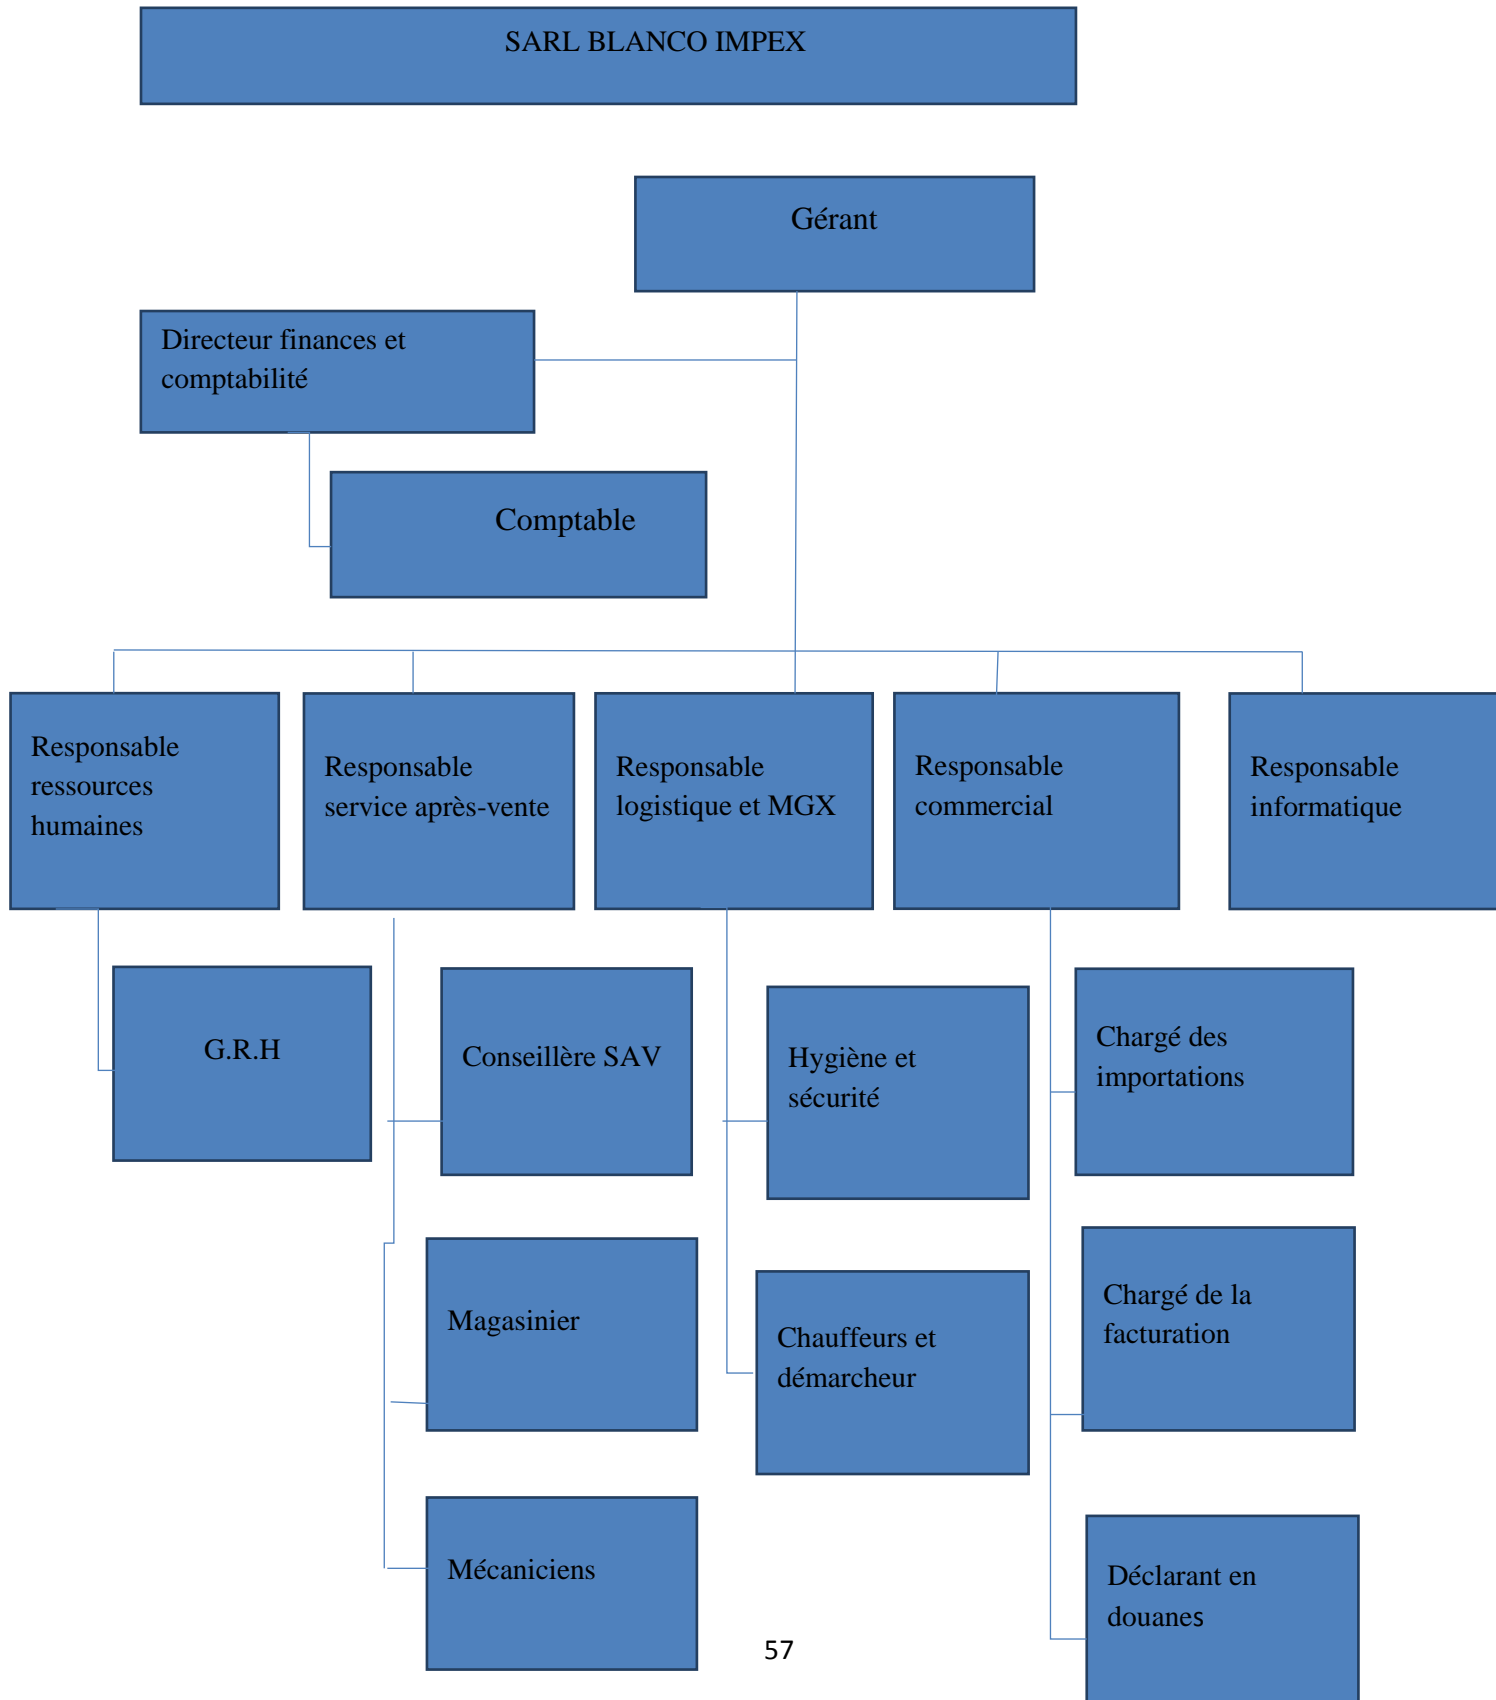 SARL BLANCO IMPEX
Gérant
Directeur finances et
comptabilité
Comptable
Responsable
ressources
humaines
Responsable
service après-vente
Responsable
logistique et MGX
Responsable
commercial
Responsable
informatique
G.R.H
Conseillère SAV
Hygiène et
sécurité
Chargé des
importations
Magasinier
Chauffeurs et
démarcheur
Chargé de la
facturation
Mécaniciens
Déclarant en
douanes
57